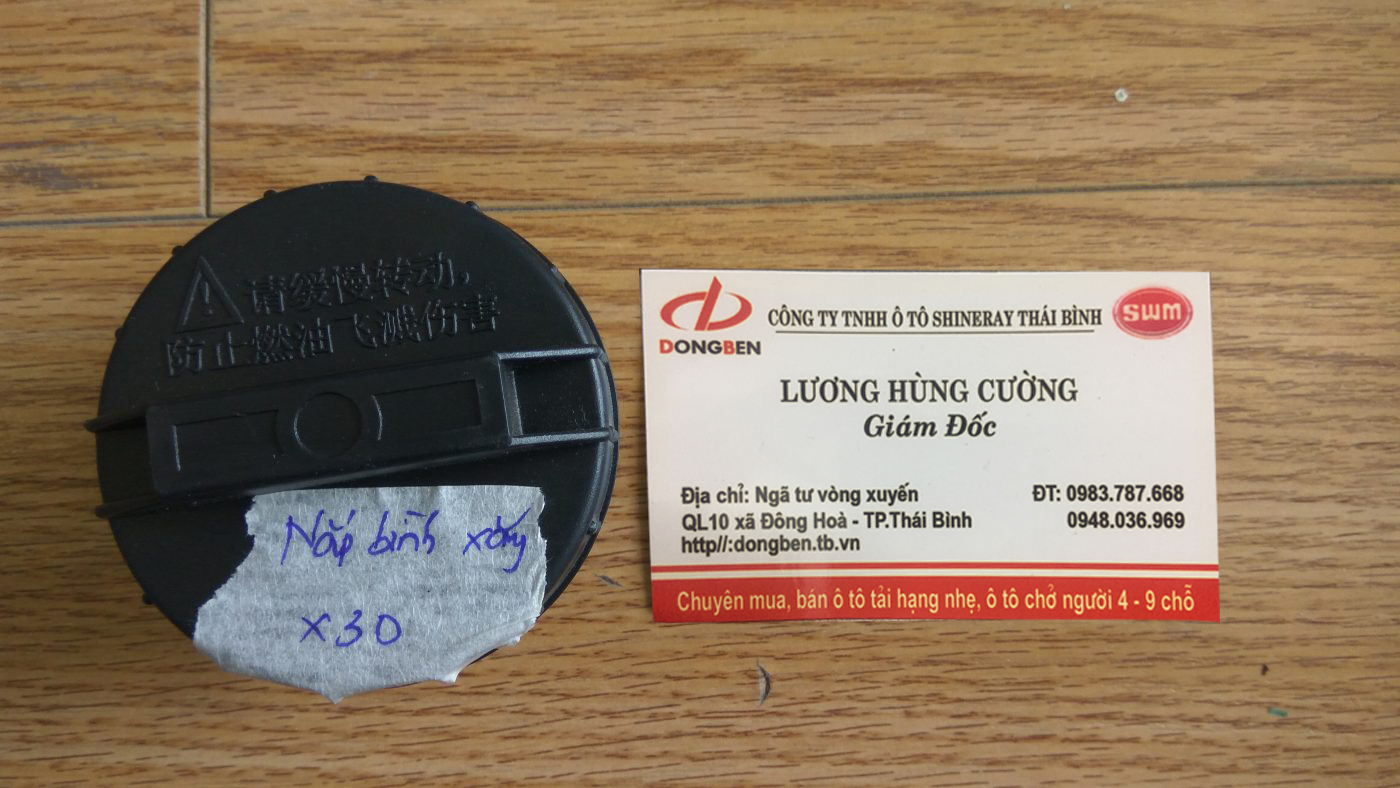 请缓慢转动,
防止燃油飞溅伤害
Nắp bình xăng
X30
DONGBEN
CÔNG TY TNHH Ô TÔ SHINERAY THÁI BÌNH
SWM
LƯƠNG HÙNG CƯỜNG
Giám Đốc
Địa chỉ: Ngã tư vòng xuyến
QL10 xã Đông Hoà - TP.Thái Bình
http//:dongben.tb.vn
ĐT: 0983.787.668
0948.036.969
Chuyên mua, bán ô tô tải hạng nhẹ, ô tô chở người 4 - 9 chỗ